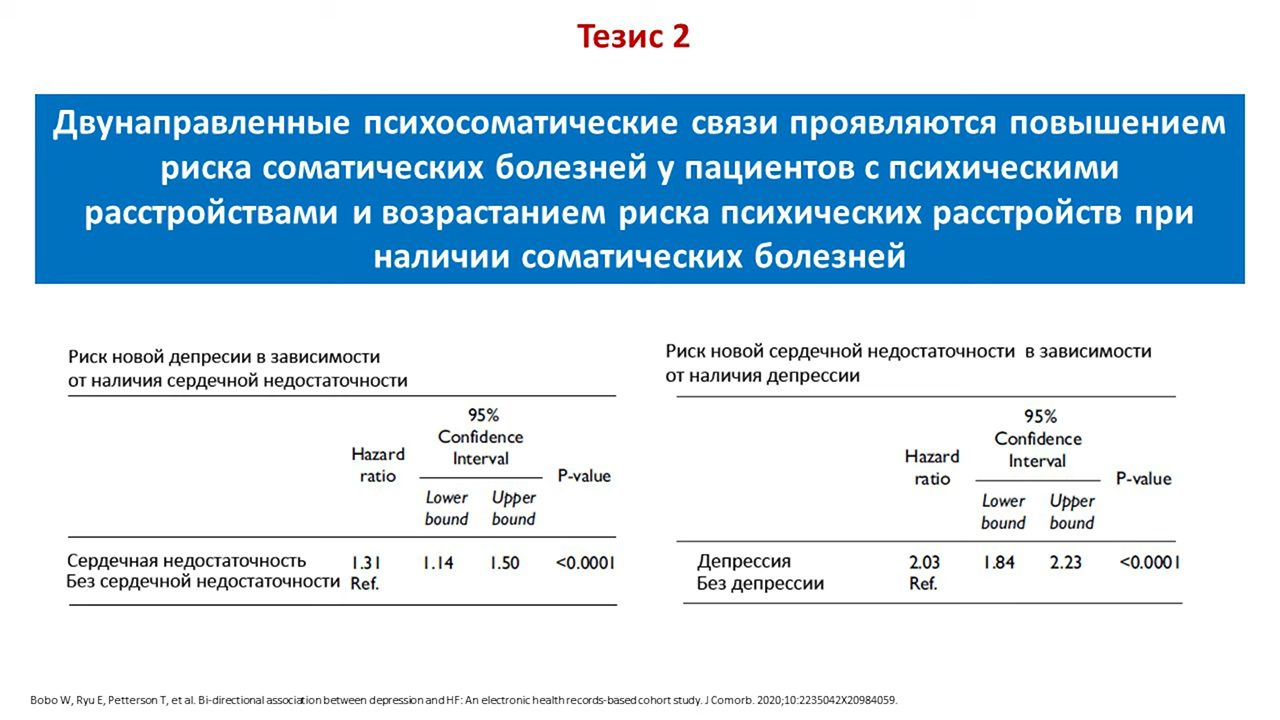 Тезис 2
Двунаправленные психосоматические связи проявляются повышением
риска соматических болезней у пациентов с психическими
расстройствами и возрастанием риска психических расстройств при
наличии соматических болезней
Риск новой депресии в зависимости
от наличия сердечной недостаточности
95%
Confidence
Interval
Hazard
ratio
P-value
Lower
bound
Upper
bound
Сердечная недостаточность 1.31 1.14 1.50 <0.0001
Без сердечной недостаточности Ref.
Риск новой сердечной недостаточности в зависимости
от наличия депрессии
95%
Confidence
Interval
Hazard
ratio
P-value
Lower
bound
Upper
bound
Депрессия 2.03 1.84 2.23 <0.0001
Без депрессии Ref.
Bobo W, Ryu E, Petterson T, et al. Bi-directional association between depression and HF: An electronic health records-based cohort study. J Comorb. 2020;10:2235042X20984059.